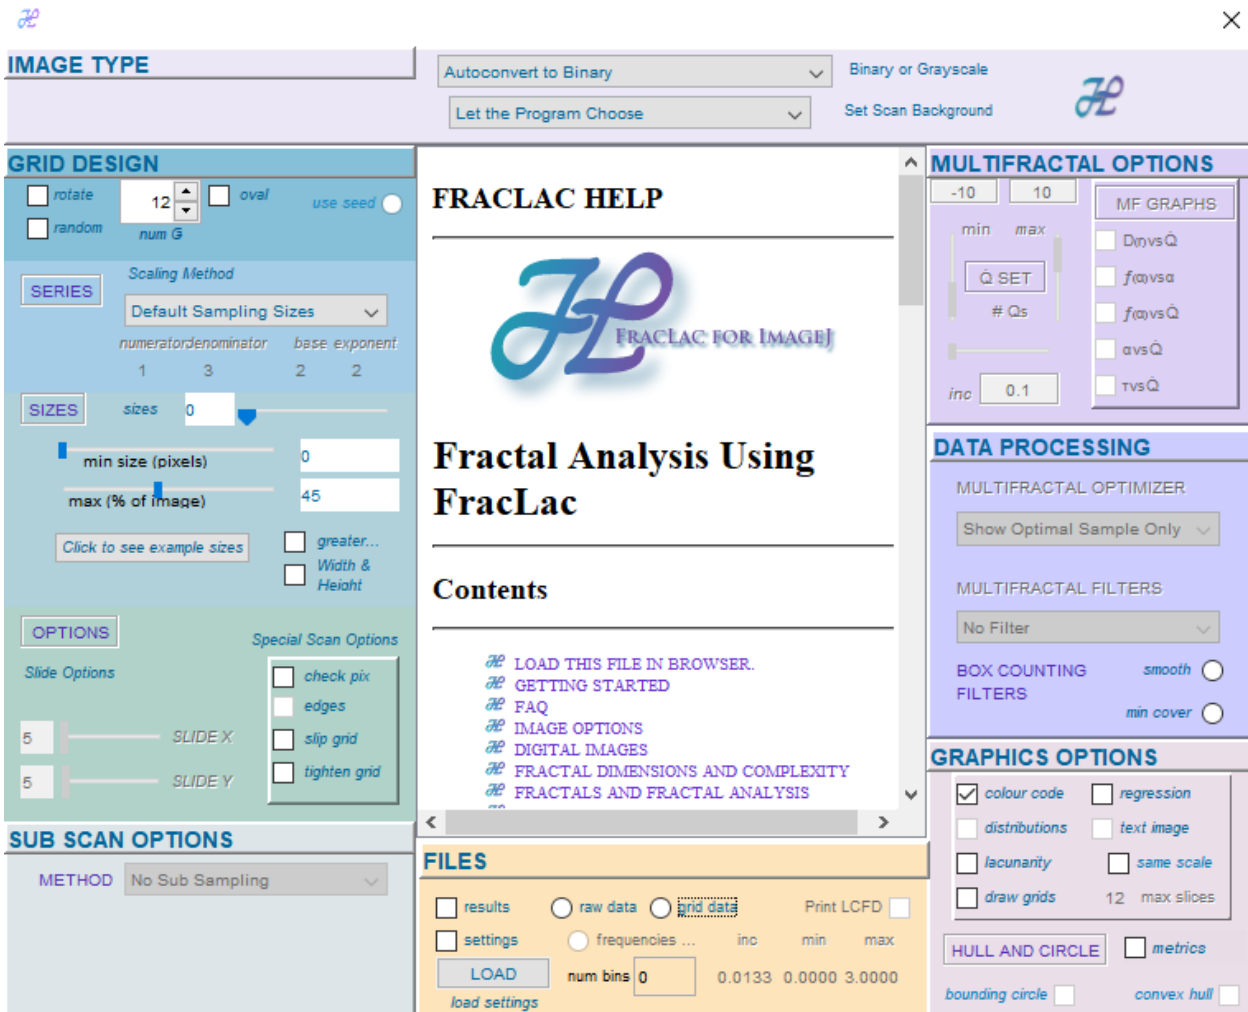 IMAGE TYPE
Autoconvert to Binary
Binary or Grayscale
Let the Program Choose
Set Scan Background
GRID DESIGN
rotate
12
oval
use seed
random
num G
SERIES
Scaling Method
Default Sampling Sizes
numerator denominator base exponent
1 3 2 2
SIZES
sizes
0
min size (pixels)
0
max (% of image)
45
Click to see example sizes
greater...
Width &
Height
OPTIONS
Special Scan Options
Slide Options
check pix
edges
5 SLIDE X
slip grid
5 SLIDE Y
tighten grid
SUB SCAN OPTIONS
METHOD No Sub Sampling
FRACLAC HELP
FRACLAC FOR IMAGEJ
Fractal Analysis Using
FracLac
Contents
LOAD THIS FILE IN BROWSER.
GETTING STARTED
FAQ
IMAGE OPTIONS
DIGITAL IMAGES
FRACTAL DIMENSIONS AND COMPLEXITY
FRACTALS AND FRACTAL ANALYSIS
FILES
results raw data grid data Print LCFD
settings frequencies ... inc min max
LOAD num bins 0 0.0133 0.0000 3.0000
load settings
MULTIFRACTAL OPTIONS
-10 10
MF GRAPHS
min max
D(η)vsQ̇
Q̇ SET
f(α)vsα
# Qs
f(α)vsQ̇
αvsQ̇
inc 0.1
τvsQ̇
DATA PROCESSING
MULTIFRACTAL OPTIMIZER
Show Optimal Sample Only
MULTIFRACTAL FILTERS
No Filter
BOX COUNTING
FILTERS
smooth
min cover
GRAPHICS OPTIONS
colour code regression
distributions text image
lacunarity same scale
draw grids 12 max slices
HULL AND CIRCLE metrics
bounding circle convex hull